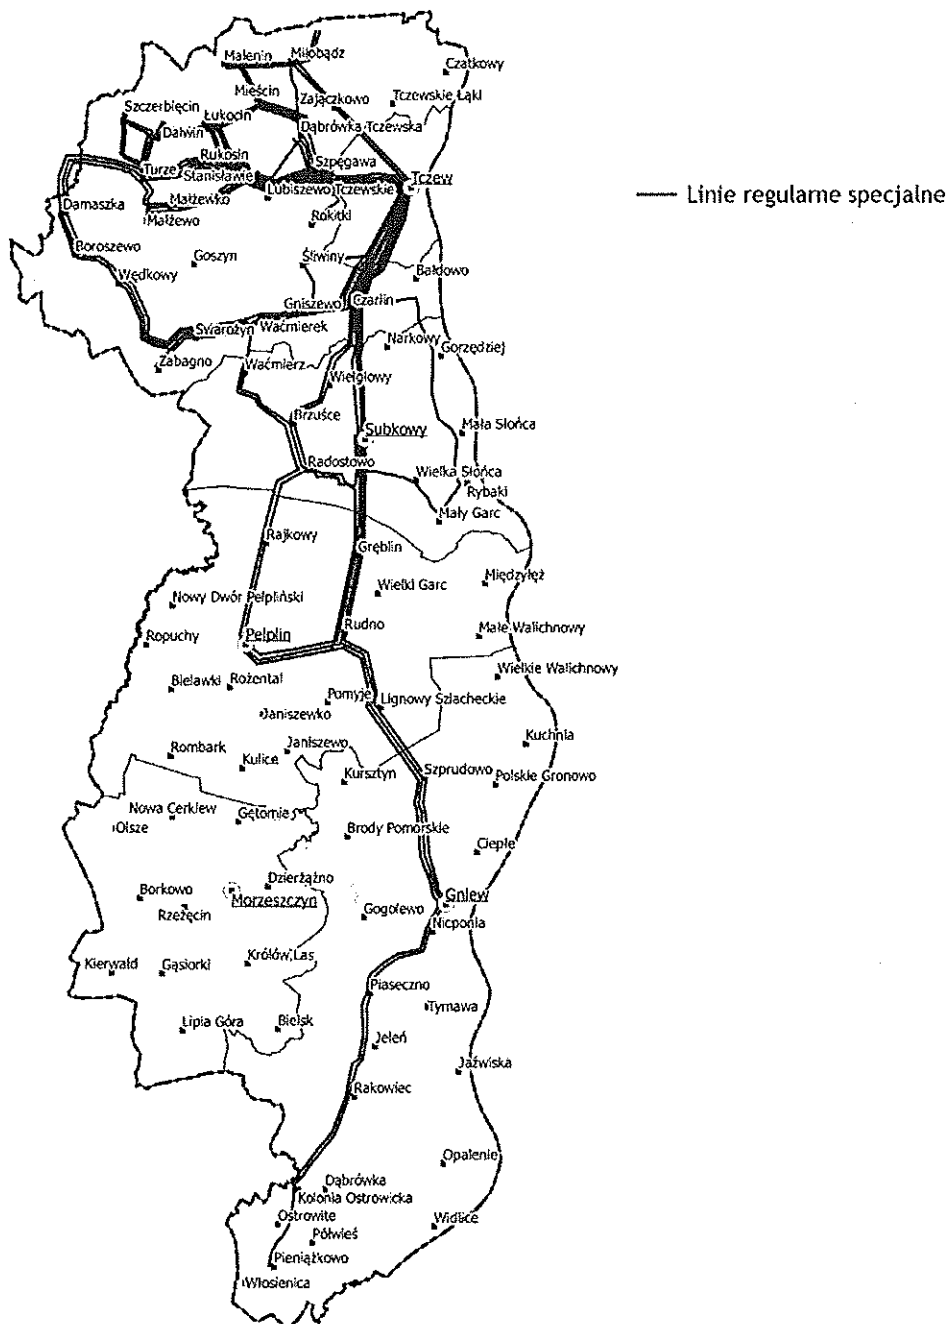 Malenin
Miłobądz
Czatkowy
Mieścin
Zajączkowo
Tczewskie Łąki
Szczerbięcin
Łukocin
Dalwin
Dąbrówka Tczewska
Rukosin
Szpęgawa
Turze
Stanisławie
Tczew
Lubiszewo Tczewskie
Linie regularne specjalne
Damaszka
Małżewko
Małżewo
Rokitki
Boroszewo
Goszyn
Śliwiny
Wędkowy
Bałdowo
Gniszewo
Czarlin
Swarożyn
Waćmierek
Narkowy
Gorzędziej
Zabagno
Waćmierz
Wielgłowy
Brzuśce
Subkowy
Mała Słońca
Radostowo
Wielka Słońca
Rybaki
Mały Garc
Rajkowy
Gręblin
Międzyłęż
Nowy Dwór Pelpliński
Wielki Garc
Ropuchy
Pelplin
Rudno
Małe Walichnowy
Wielkie Walichnowy
Bielawki
Rożental
Pomyje
Lignowy Szlacheckie
Janiszewko
Rombark
Kulice
Janiszewo
Kuchnia
Kursztyn
Szprudowo
Polskie Gronowo
Nowa Cerkiew
Olsze
Gętomie
Brody Pomorskie
Ciepłe
Dzierżążno
Borkowo
Morzeszczyn
Gniew
Rzeżęcin
Gogolewo
Nicponia
Kierwałd
Gąsiorki
Królów Las
Piaseczno
Tymawa
Lipia Góra
Bielsk
Jeleń
Jaźwiska
Rakowiec
Opalenie
Dąbrówka
Kolonia Ostrowicka
Ostrowite
Widlice
Półwieś
Pieniążkowo
Włosienica